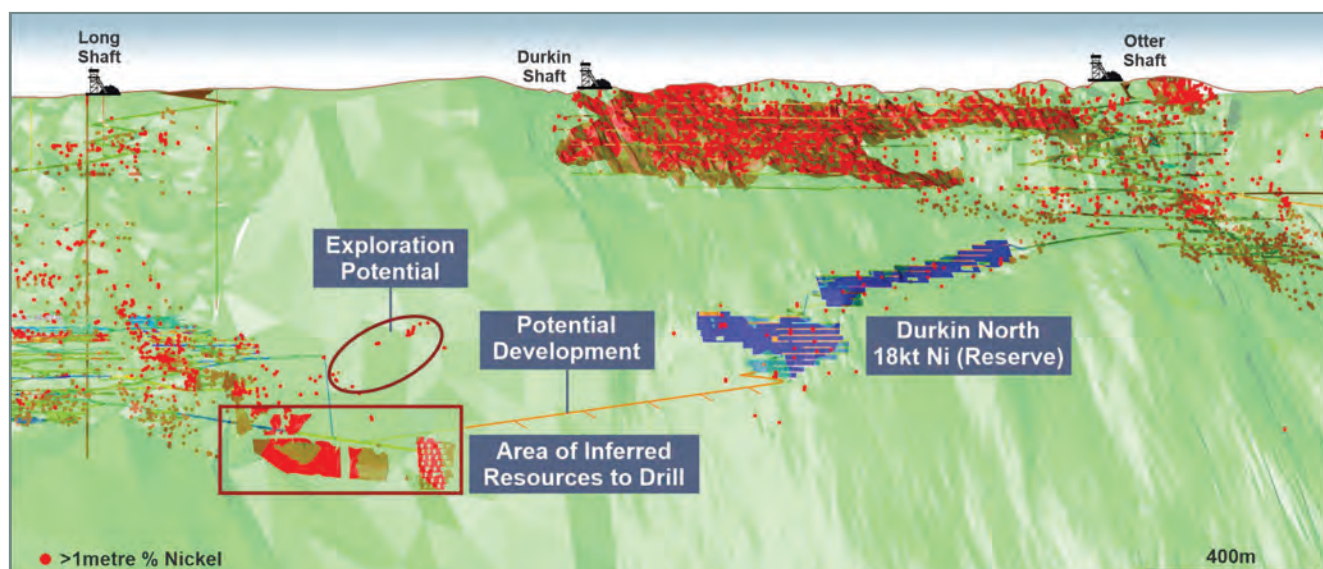 Long
Shaft
Durkin
Shaft
Otter
Shaft
Exploration
Potential
Potential
Development
Durkin North
18kt Ni (Reserve)
Area of Inferred
Resources to Drill
>1metre % Nickel
400m